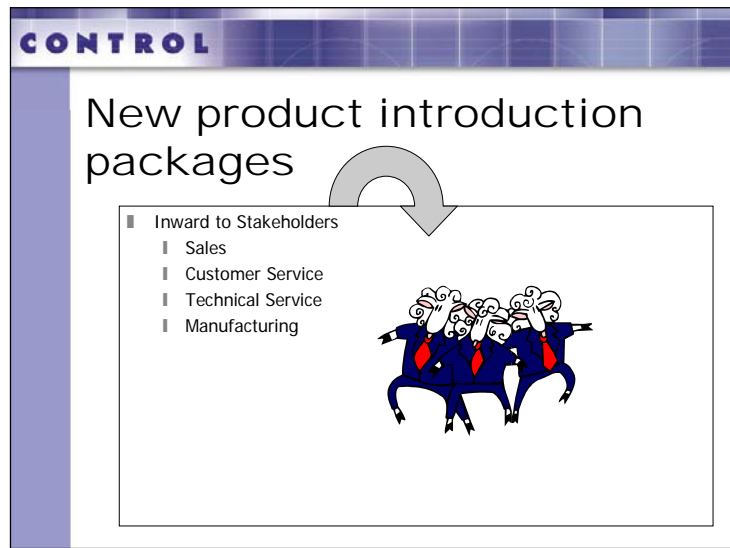 CONTROL
New product introduction
packages
Inward to Stakeholders
Sales
Customer Service
Technical Service
Manufacturing